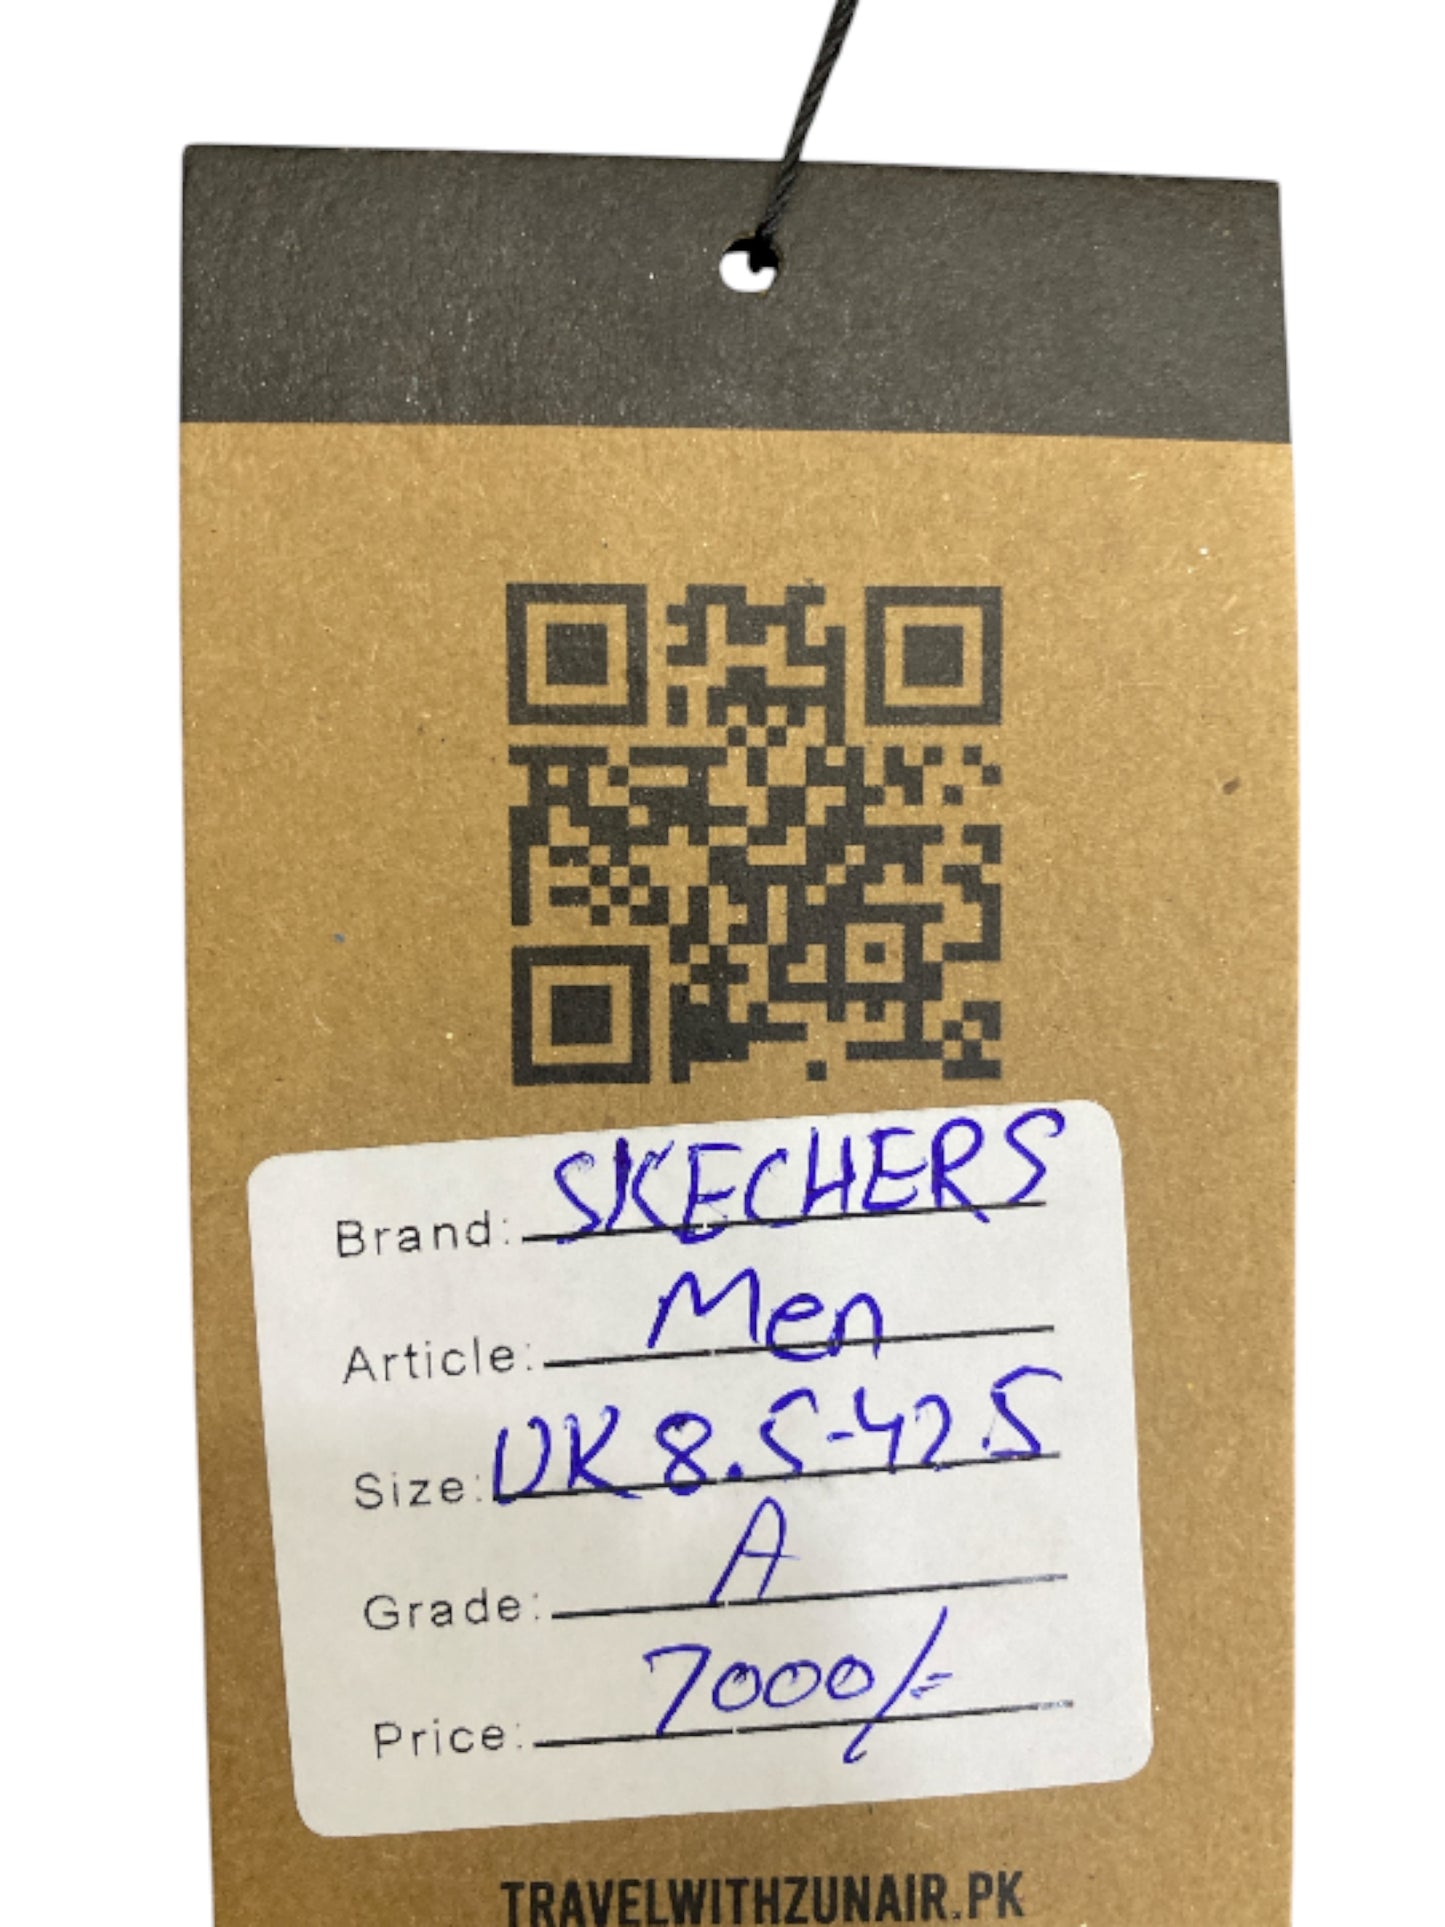 Brand: SKECHERS
Article: Men
Size: UK 8.5-42.5
Grade: A
Price: 7000/=
TRAVELWITHZUNAIR.PK